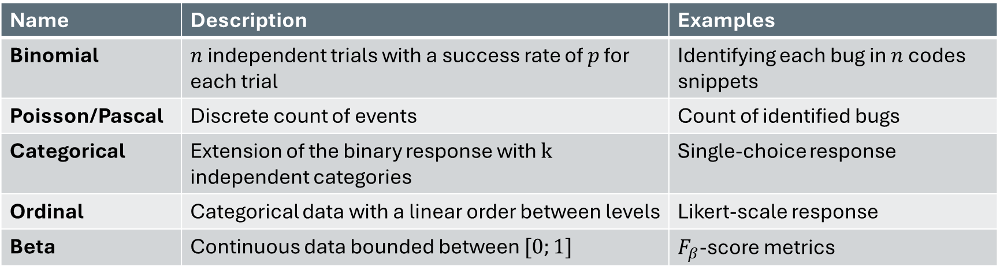 Name Description Examples
Binomial n independent trials with a success rate of p for each trial Identifying each bug in n codes snippets
Poisson/Pascal Discrete count of events Count of identified bugs
Categorical Extension of the binary response with k independent categories Single-choice response
Ordinal Categorical data with a linear order between levels Likert-scale response
Beta Continuous data bounded between [0; 1] Fβ-score metrics